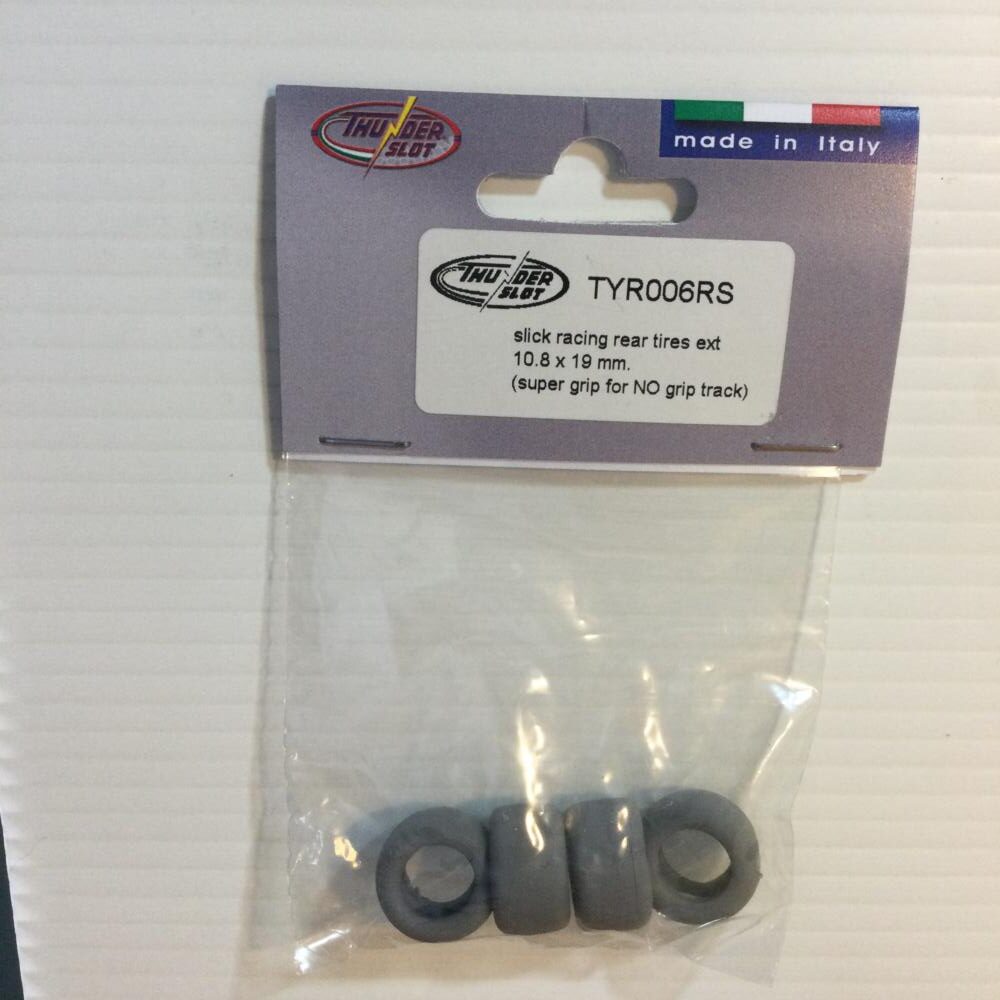 THUNDER
SLOT
made in Italy
THUNDER
SLOT
TYR006RS
slick racing rear tires ext
10.8 x 19 mm.
(super grip for NO grip track)